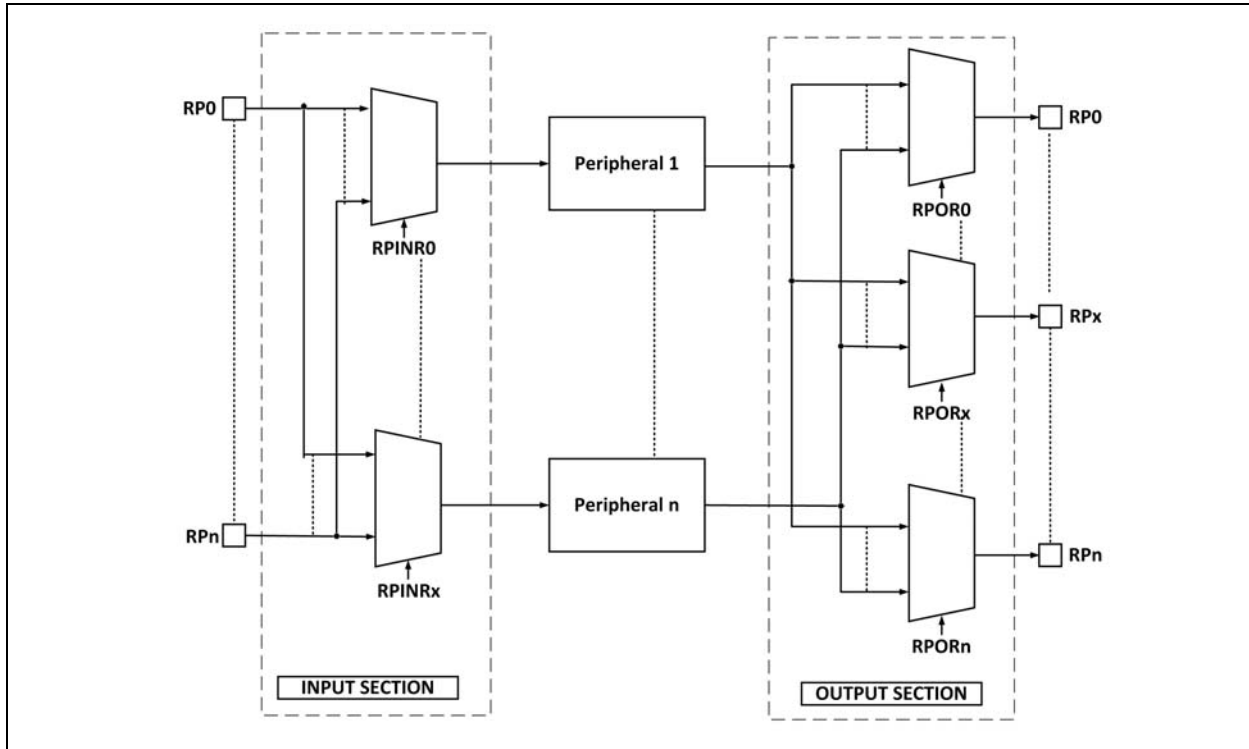 RP0
RPINR0
Peripheral 1
RPOR0
RP0
RPORx
RPx
RPn
RPINRx
Peripheral n
RPORn
RPn
INPUT SECTION
OUTPUT SECTION